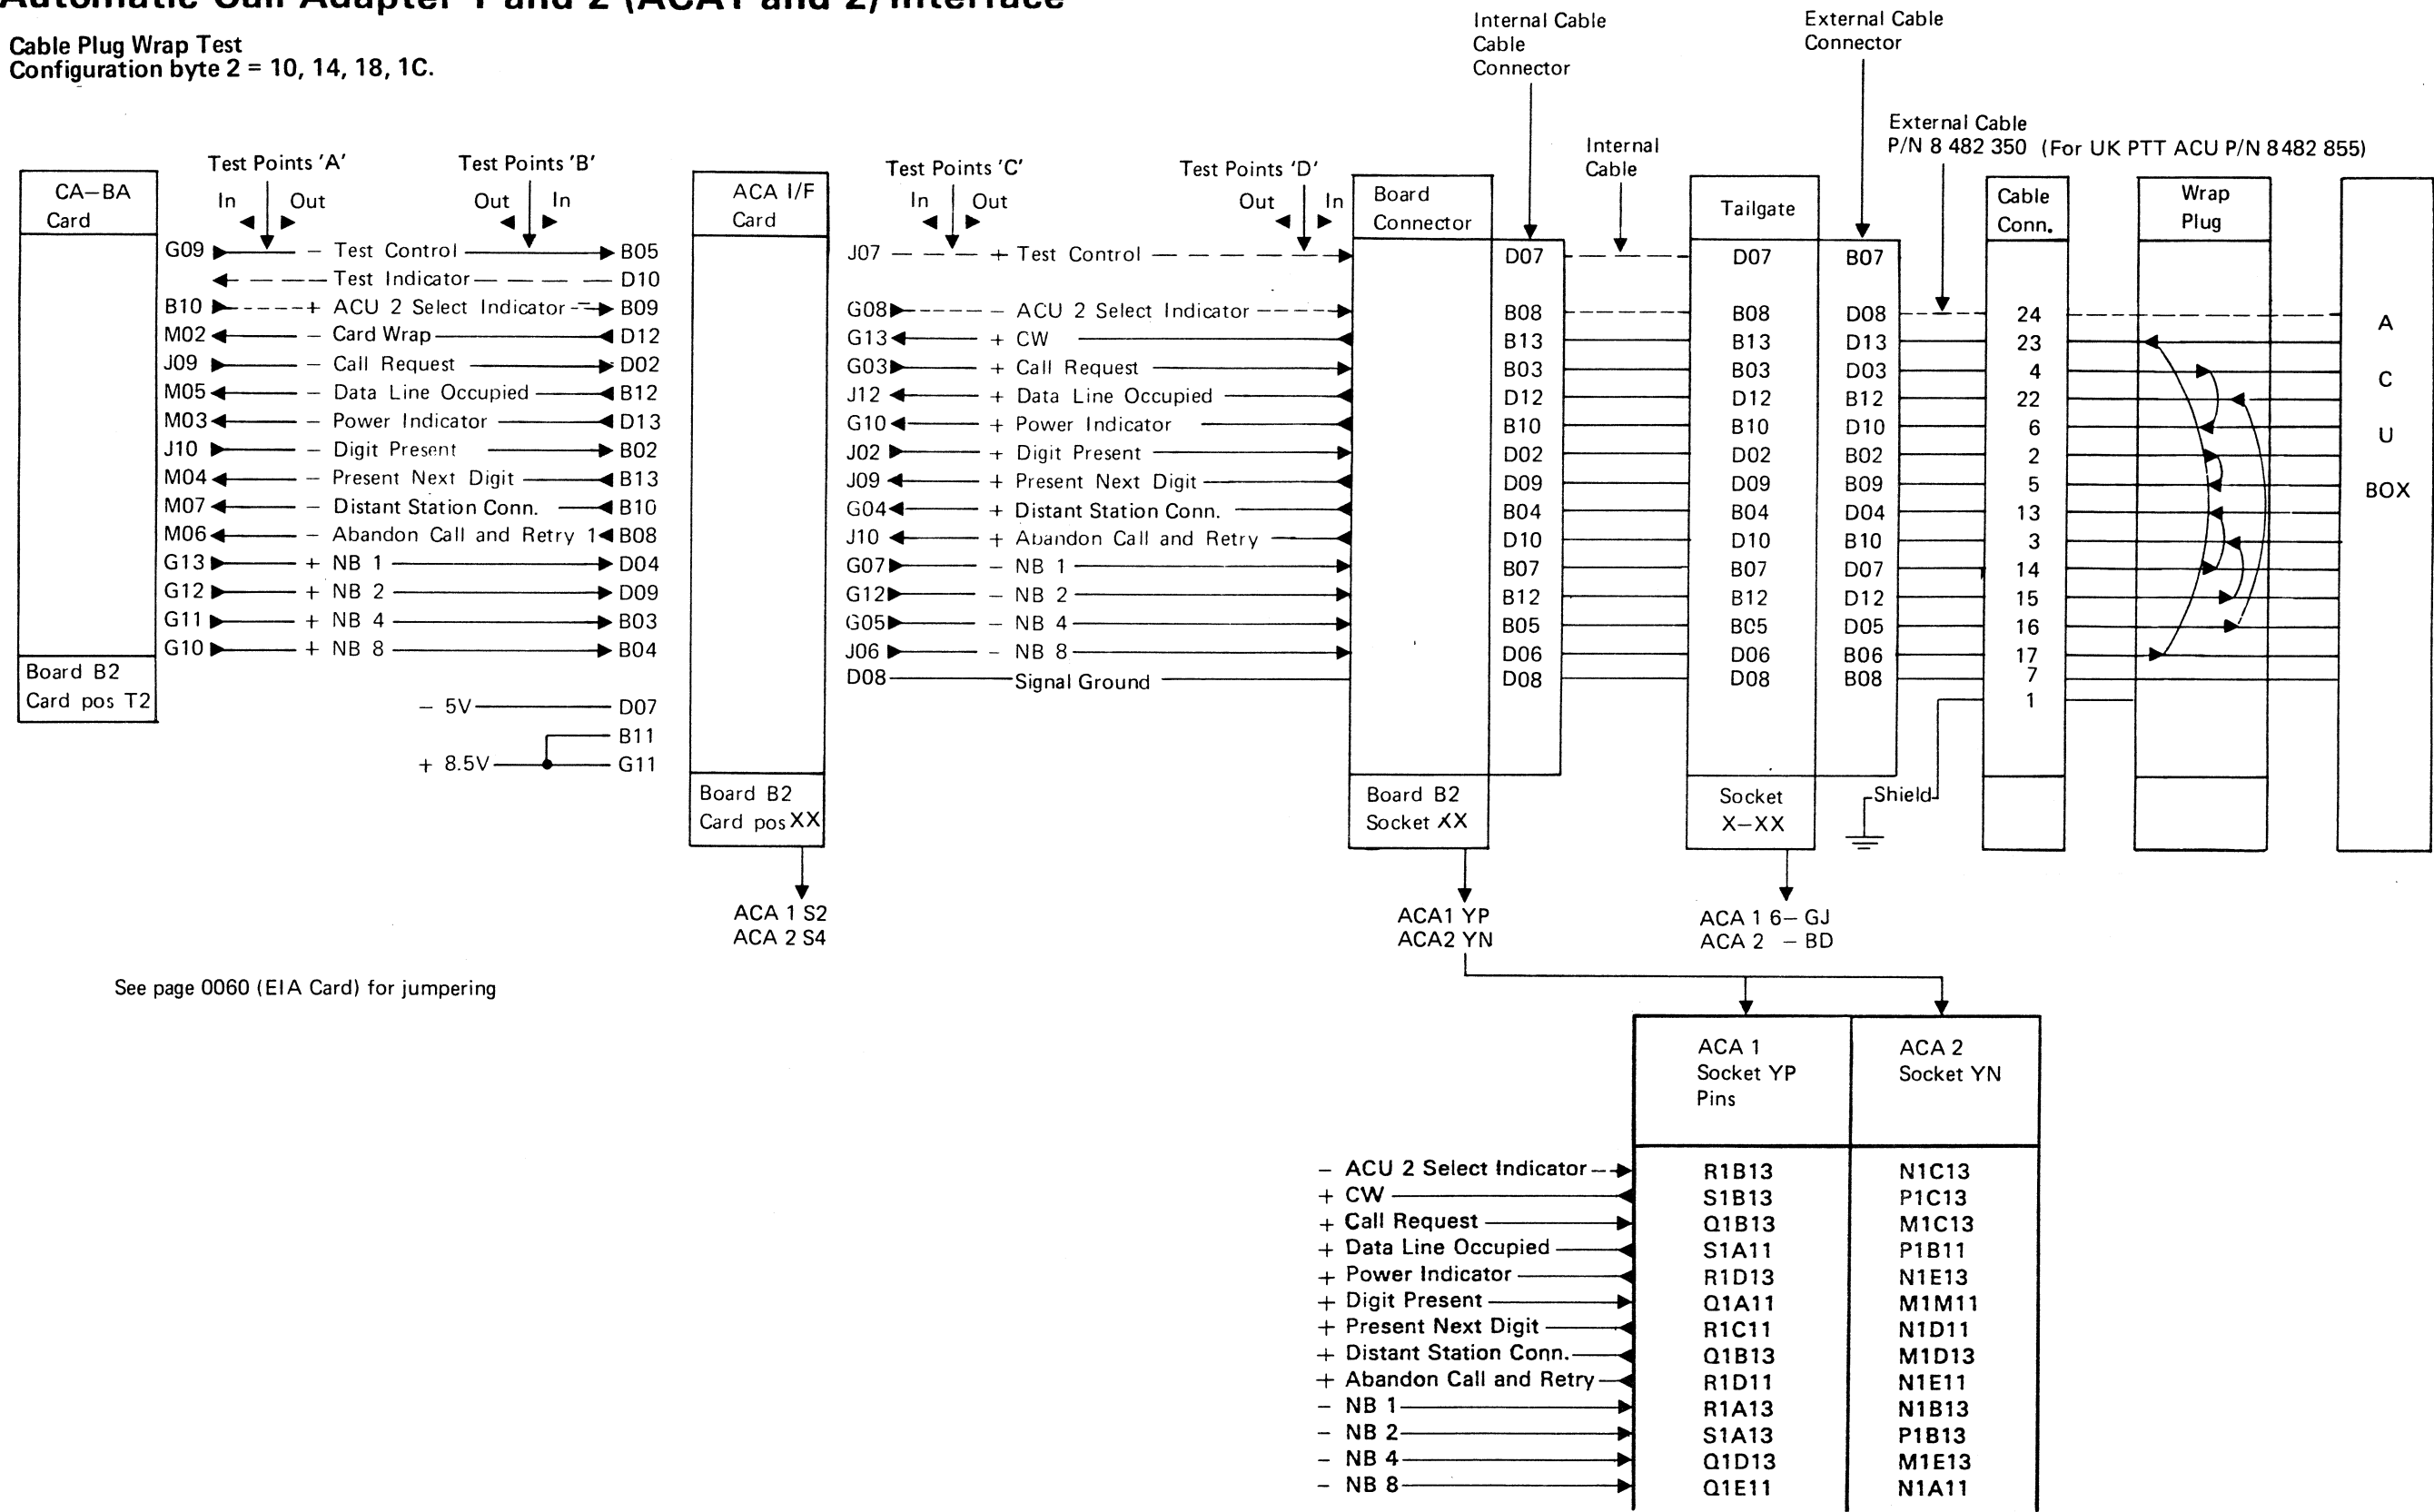 Automatic Call Adapter 1 and 2 (ACA1 and 2) Interface
Cable Plug Wrap Test
Configuration byte 2 = 10, 14, 18, 1C.
Internal Cable
Cable
Connector
External Cable
Connector
Internal
Cable
External Cable
P/N 8 482 350 (For UK PTT ACU P/N 8482 855)
CA–BA
Card
Test Points 'A'
In Out
Test Points 'B'
Out In
ACA I/F
Card
Test Points 'C'
In Out
Test Points 'D'
Out In
Board
Connector
Tailgate
Cable
Conn.
Wrap
Plug
G09 – Test Control B05
– Test Indicator D10
B10 + ACU 2 Select Indicator B09
M02 – Card Wrap D12
J09 – Call Request D02
M05 – Data Line Occupied B12
M03 – Power Indicator D13
J10 – Digit Present B02
M04 – Present Next Digit B13
M07 – Distant Station Conn. B10
M06 – Abandon Call and Retry 1 B08
G13 + NB 1 D04
G12 + NB 2 D09
G11 + NB 4 B03
G10 + NB 8 B04
– 5V D07
B11
+ 8.5V G11
Board B2
Card pos T2
J07 + Test Control D07 D07 B07
G08 – ACU 2 Select Indicator B08 B08 D08 24
G13 + CW B13 B13 D13 23
G03 + Call Request B03 B03 D03 4
J12 + Data Line Occupied D12 D12 B12 22
G10 + Power Indicator B10 B10 D10 6
J02 + Digit Present D02 D02 B02 2
J09 + Present Next Digit D09 D09 B09 5
G04 + Distant Station Conn. B04 B04 D04 13
J10 + Abandon Call and Retry D10 D10 B10 3
G07 – NB 1 B07 B07 D07 14
G12 – NB 2 B12 B12 D12 15
G05 – NB 4 B05 B05 D05 16
J06 – NB 8 D06 D06 B06 17
D08 Signal Ground D08 D08 B08 7
1
A
C
U
BOX
Board B2
Card pos XX
Board B2
Socket XX
Socket
X–XX
Shield
ACA 1 S2
ACA 2 S4
ACA1 YP
ACA2 YN
ACA 1 6– GJ
ACA 2 – BD
See page 0060 (EIA Card) for jumpering
ACA 1
Socket YP
Pins
ACA 2
Socket YN
– ACU 2 Select Indicator R1B13 N1C13
+ CW S1B13 P1C13
+ Call Request Q1B13 M1C13
+ Data Line Occupied S1A11 P1B11
+ Power Indicator R1D13 N1E13
+ Digit Present Q1A11 M1M11
+ Present Next Digit R1C11 N1D11
+ Distant Station Conn. Q1B13 M1D13
+ Abandon Call and Retry R1D11 N1E11
– NB 1 R1A13 N1B13
– NB 2 S1A13 P1B13
– NB 4 Q1D13 M1E13
– NB 8 Q1E11 N1A11